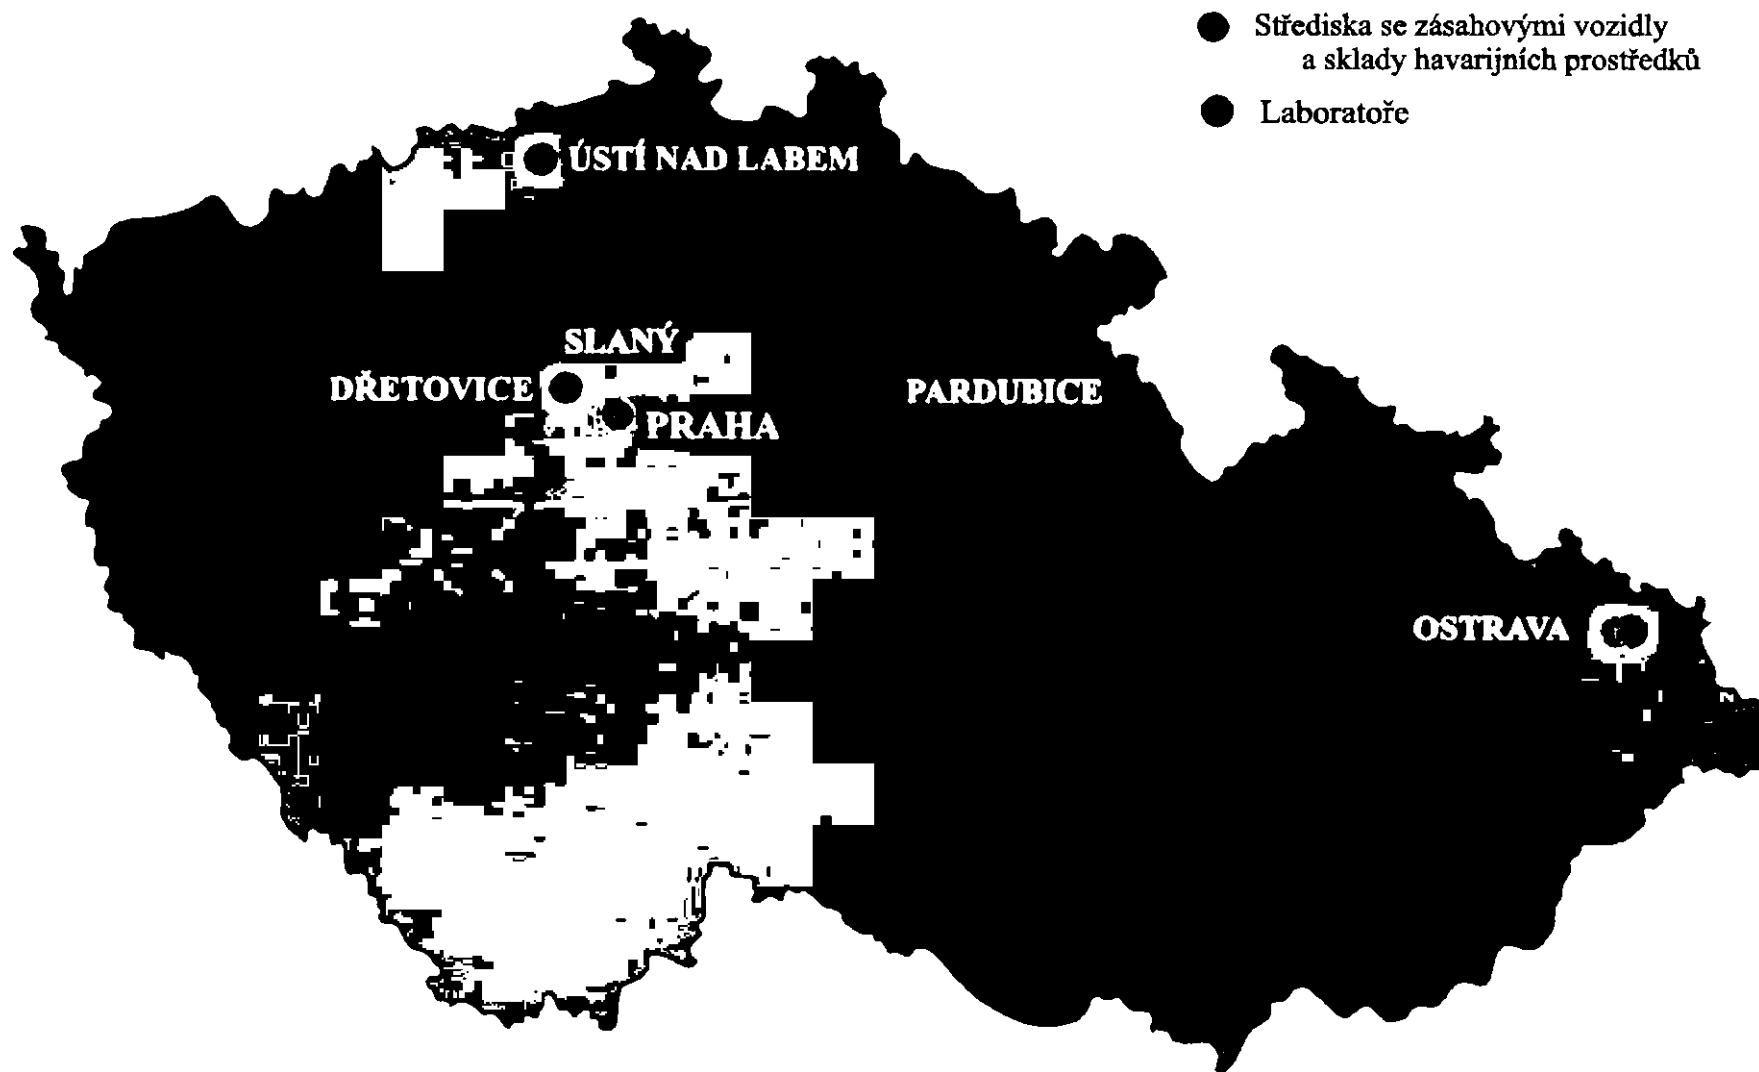 Střediska se zásahovými vozidly
a sklady havarijních prostředků
Laboratoře
ÚSTÍ NAD LABEM
SLANÝ
DŘETOVICE
PARDUBICE
PRAHA
OSTRAVA